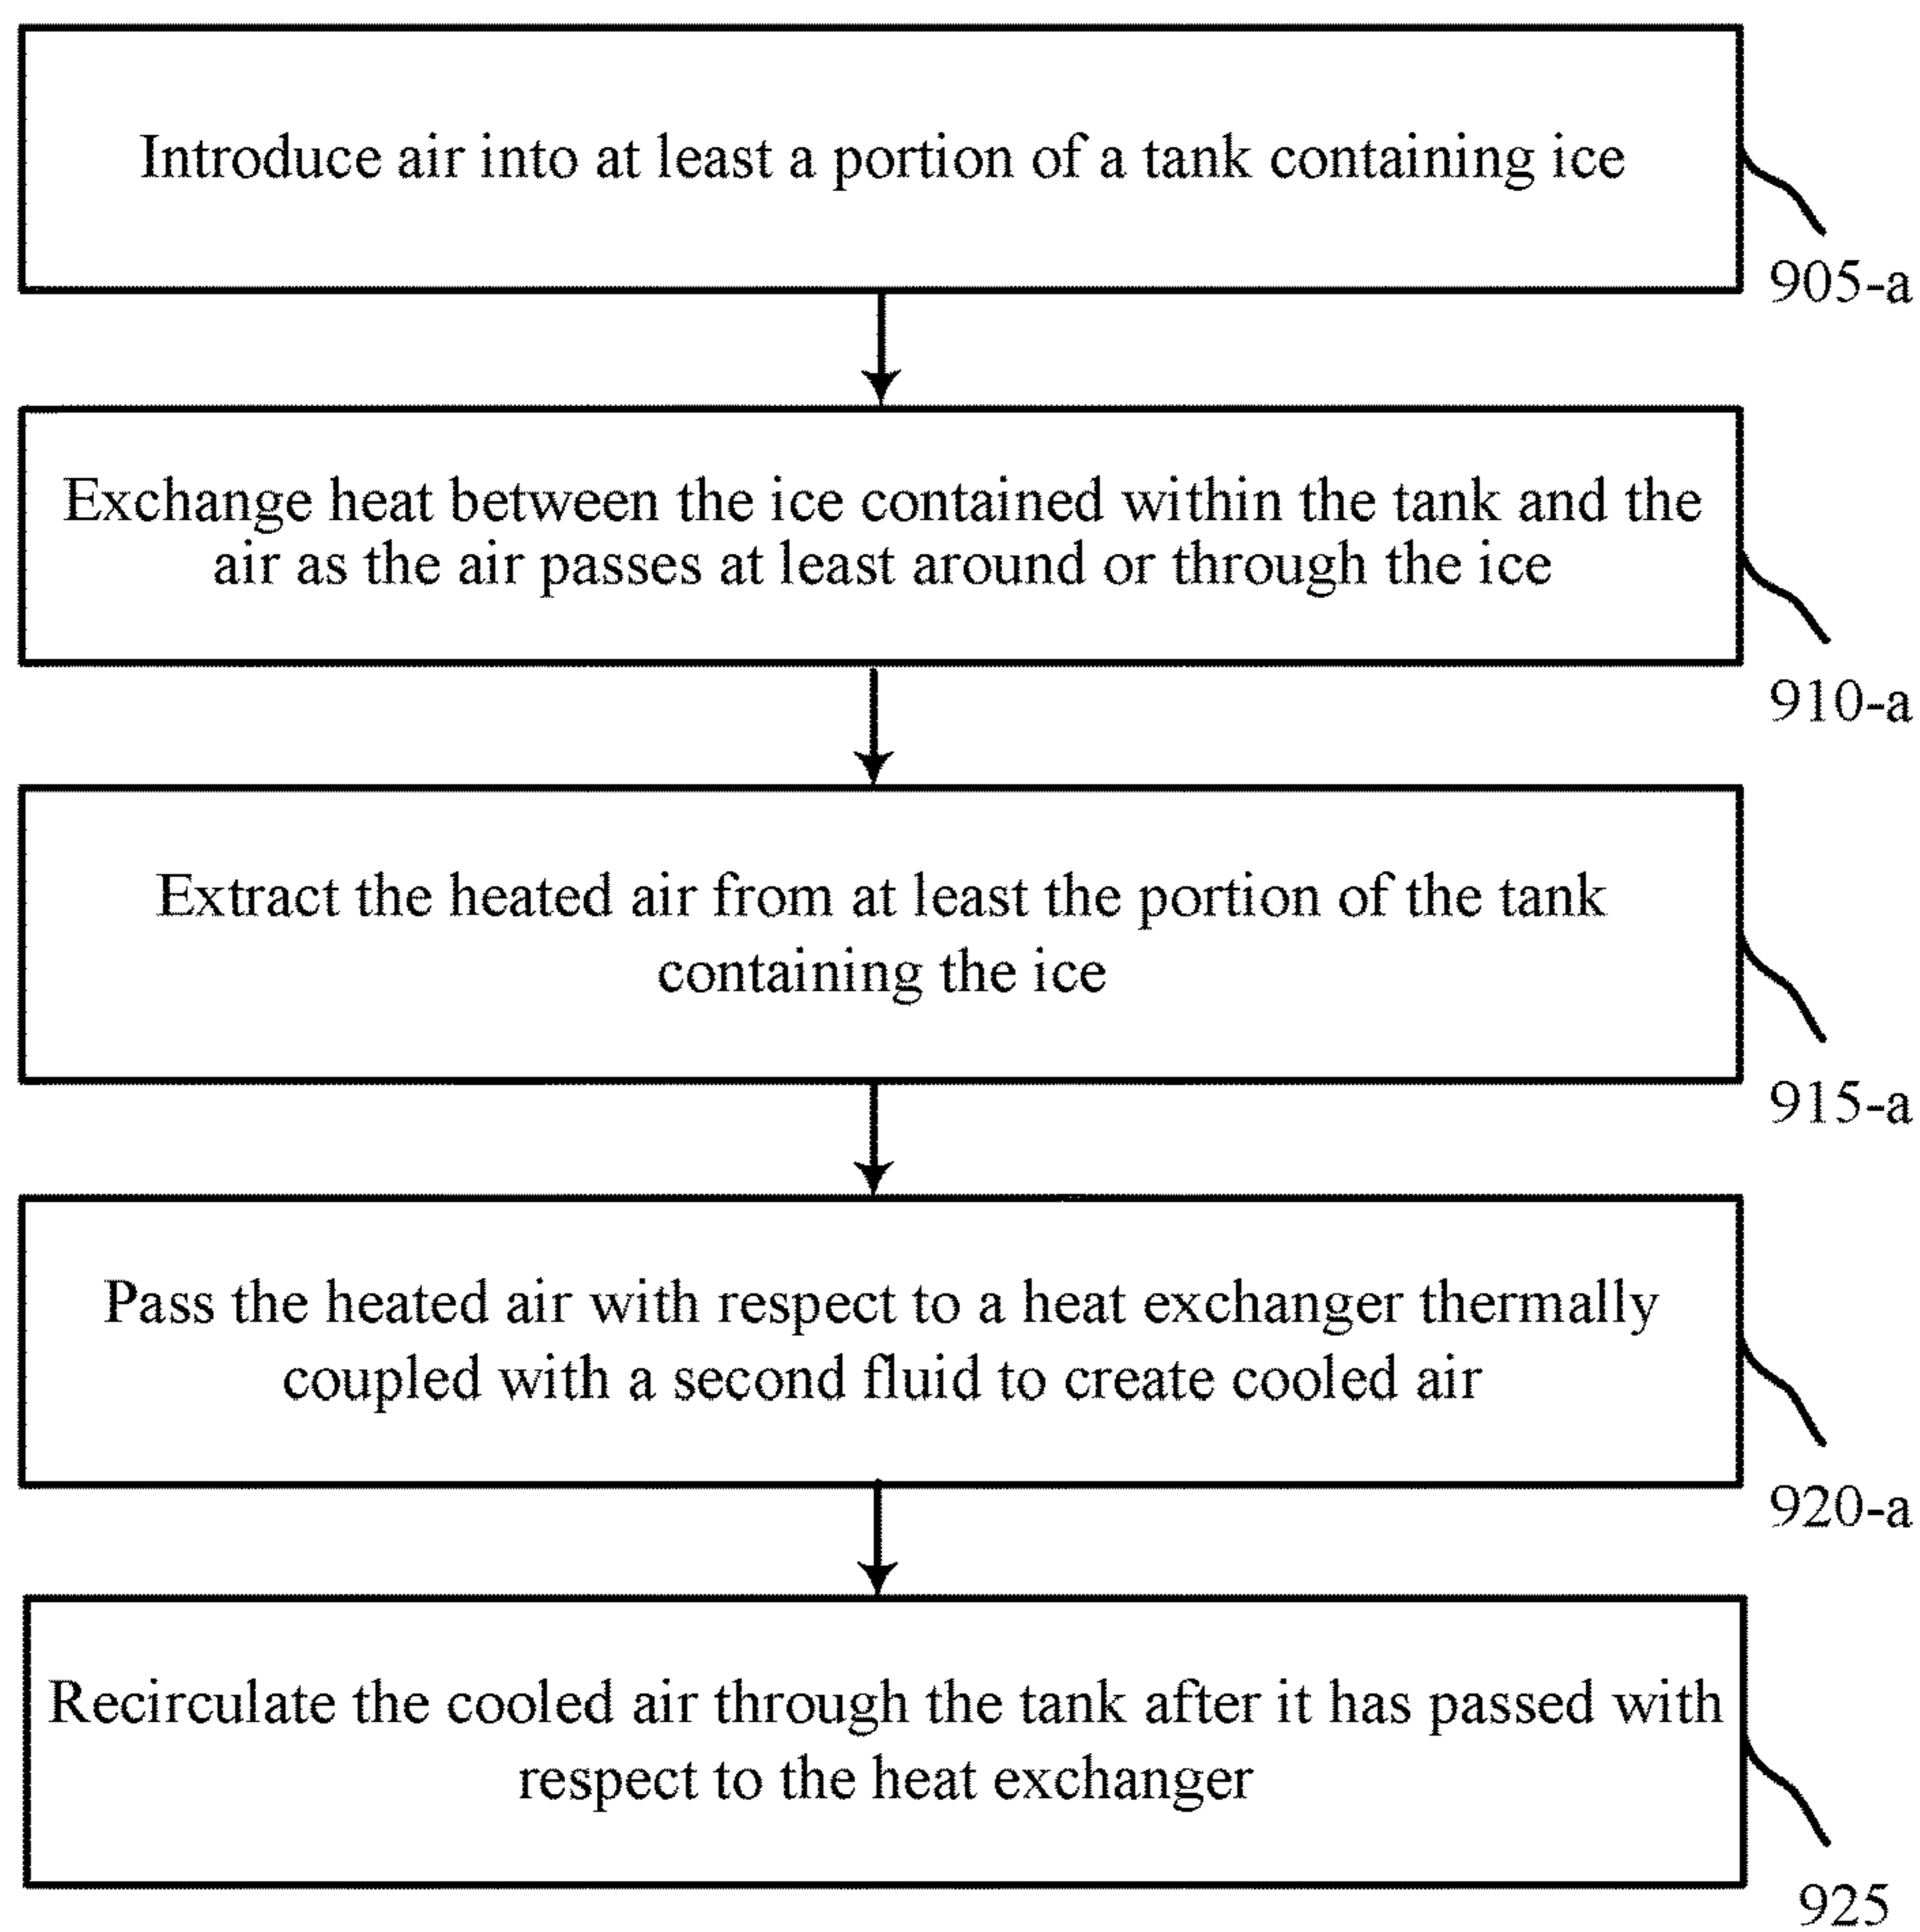 Introduce air into at least a portion of a tank containing ice
905-a
Exchange heat between the ice contained within the tank and the
air as the air passes at least around or through the ice
910-a
Extract the heated air from at least the portion of the tank
containing the ice
915-a
Pass the heated air with respect to a heat exchanger thermally
coupled with a second fluid to create cooled air
920-a
Recirculate the cooled air through the tank after it has passed with
respect to the heat exchanger
925